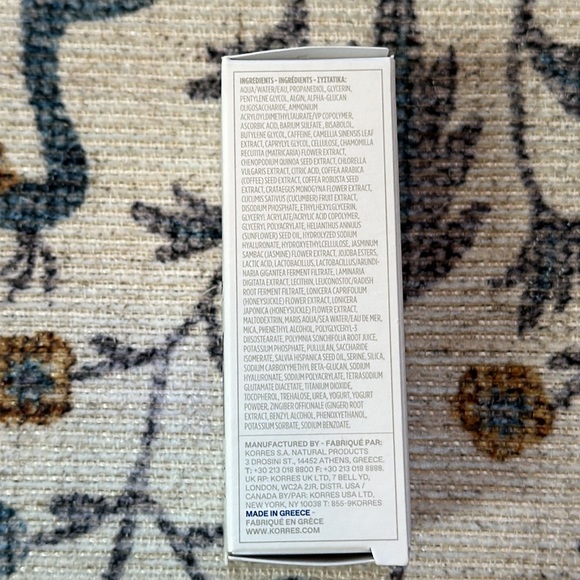 INGREDIENTS - INGRÉDIENTS - ΣΥΣΤΑΤΙΚΑ:
AQUA/WATER/EAU, PROPANEDIOL, GLYCERIN,
PENTYLENE GLYCOL, ALGIN, ALPHA-GLUCAN
OLIGOSACCHARIDE, AMMONIUM
ACRYLOYLDIMETHYLTAURATE/VP COPOLYMER,
ASCORBIC ACID, BARIUM SULFATE, BISABOLOL,
BUTYLENE GLYCOL, CAFFEINE, CAMELLIA SINENSIS LEAF
EXTRACT, CAPRYLYL GLYCOL, CELLULOSE, CHAMOMILLA
RECUTITA (MATRICARIA) FLOWER EXTRACT,
CHENOPODIUM QUINOA SEED EXTRACT, CHLORELLA
VULGARIS EXTRACT, CITRIC ACID, COFFEA ARABICA
(COFFEE) SEED EXTRACT, COFFEA ROBUSTA SEED
EXTRACT, CRATAEGUS MONOGYNA FLOWER EXTRACT,
CUCUMIS SATIVUS (CUCUMBER) FRUIT EXTRACT,
DISODIUM PHOSPHATE, ETHYLHEXYLGLYCERIN,
GLYCERYL ACRYLATE/ACRYLIC ACID COPOLYMER,
GLYCERYL POLYACRYLATE, HELIANTHUS ANNUUS
(SUNFLOWER) SEED OIL, HYDROLYZED SODIUM
HYALURONATE, HYDROXYETHYLCELLULOSE, JASMINUM
SAMBAC (JASMINE) FLOWER EXTRACT, JOJOBA ESTERS,
LACTIC ACID, LACTOBACILLUS, LACTOBACILLUS/ARUNDI-
NARIA GIGANTEA FERMENT FILTRATE, LAMINARIA
DIGITATA EXTRACT, LECITHIN, LEUCONOSTOC/RADISH
ROOT FERMENT FILTRATE, LONICERA CAPRIFOLIUM
(HONEYSUCKLE) FLOWER EXTRACT, LONICERA
JAPONICA (HONEYSUCKLE) FLOWER EXTRACT,
MALTODEXTRIN, MARIS AQUA/SEA WATER/EAU DE MER,
MICA, PHENETHYL ALCOHOL, POLYGLYCERYL-3
DIISOSTEARATE, POLYMNIA SONCHIFOLIA ROOT JUICE,
POTASSIUM PHOSPHATE, PULLULAN, SACCHARIDE
ISOMERATE, SALVIA HISPANICA SEED OIL, SERINE, SILICA,
SODIUM CARBOXYMETHYL BETA-GLUCAN, SODIUM
HYALURONATE, SODIUM POLYACRYLATE, TETRASODIUM
GLUTAMATE DIACETATE, TITANIUM DIOXIDE,
TOCOPHEROL, TREHALOSE, UREA, YOGURT, YOGURT
POWDER, ZINGIBER OFFICINALE (GINGER) ROOT
EXTRACT, BENZYL ALCOHOL, PHENOXYETHANOL,
POTASSIUM SORBATE, SODIUM BENZOATE.
MANUFACTURED BY - FABRIQUÉ PAR:
KORRES S.A. NATURAL PRODUCTS
3 DROSINI ST., 14452 ATHENS, GREECE.
T: +30 213 018 8800 F: +30 213 018 8888.
UK RP: KORRES UK LTD, 7 BELL YD,
LONDON, WC2A 2JR. DISTR. USA /
CANADA BY/PAR: KORRES USA LTD,
NEW YORK, NY 10038 T: 855-9KORRES
MADE IN GREECE -
FABRIQUÉ EN GRÈCE
WWW.KORRES.COM